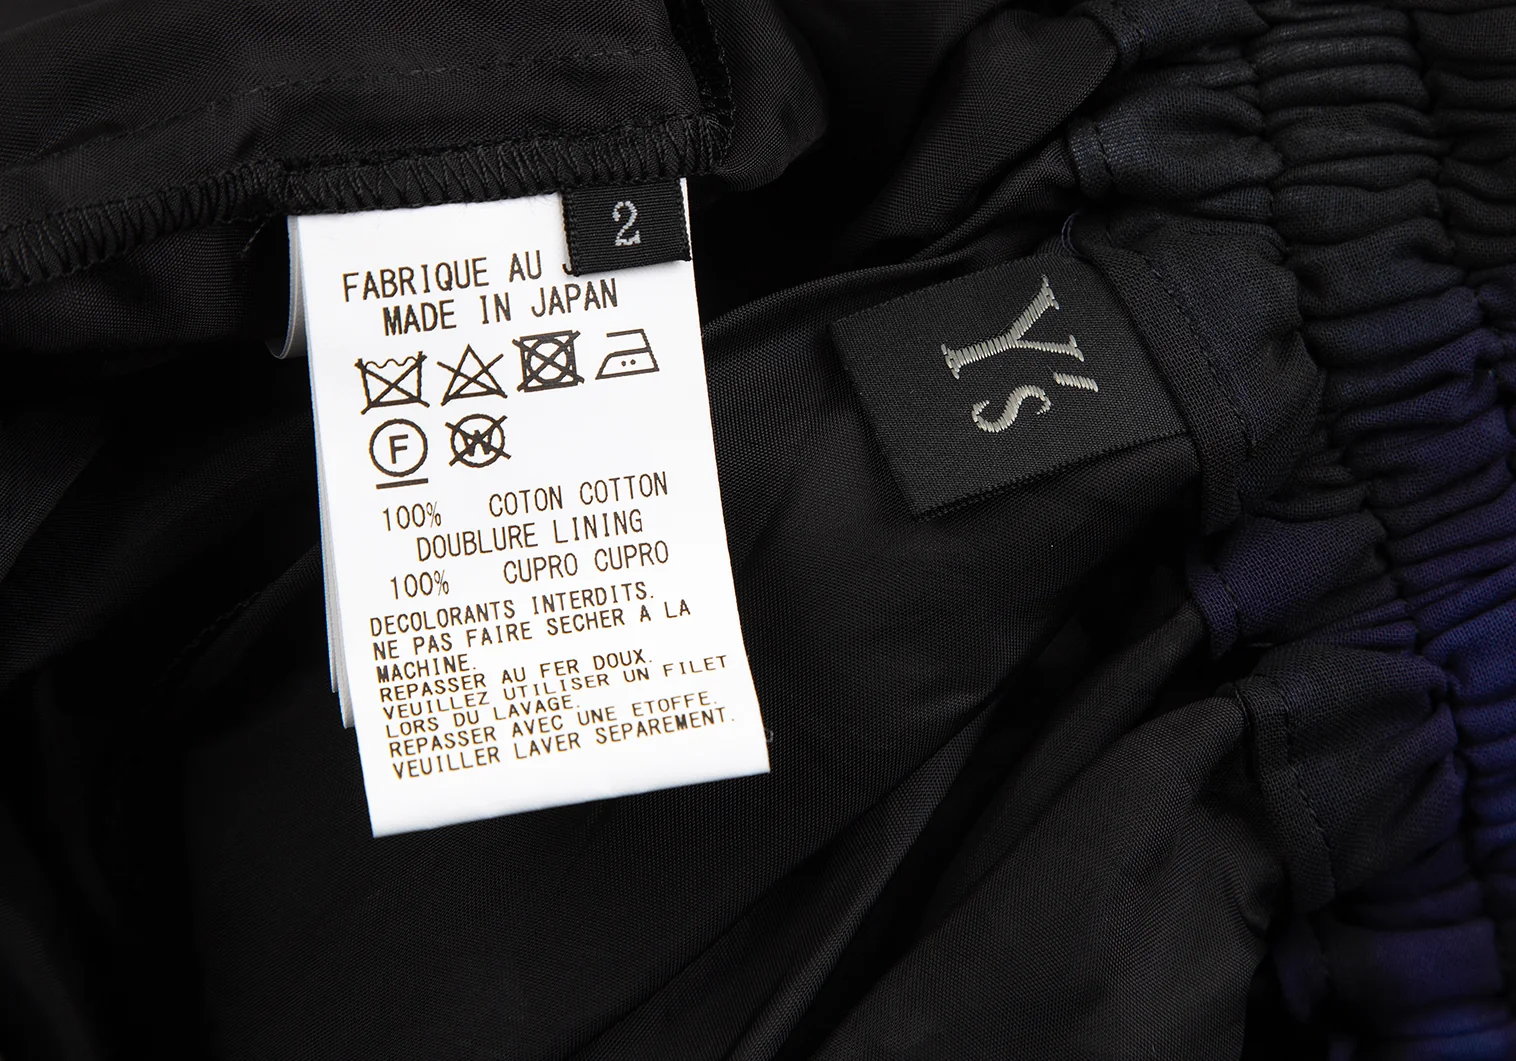 2
FABRIQUE AU J
MADE IN JAPAN
F
W
100% COTON COTTON
DOUBLURE LINING
100% CUPRO CUPRO
DECOLORANTS INTERDITS.
NE PAS FAIRE SECHER A LA
MACHINE.
REPASSER AU FER DOUX.
VEUILLEZ UTILISER UN FILET
LORS DU LAVAGE.
REPASSER AVEC UNE ETOFFE.
VEUILLER LAVER SEPAREMENT.
Y's